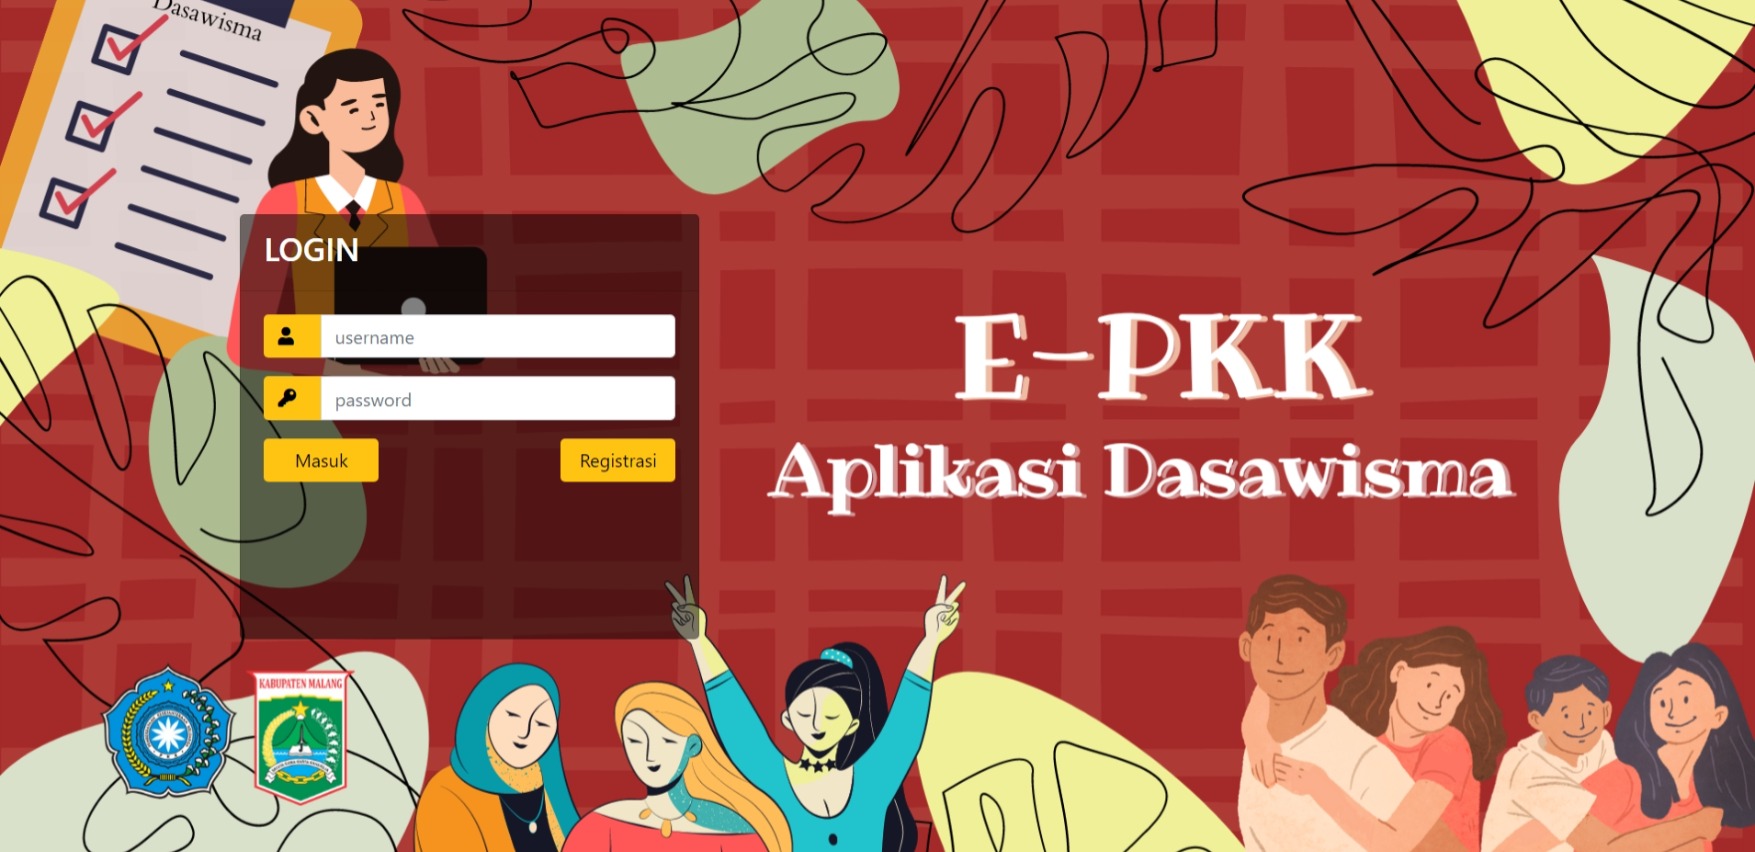 Dasawisma
LOGIN
username
password
Masuk
Registrasi
E-PKK
Aplikasi Dasawisma
KABUPATEN MALANG